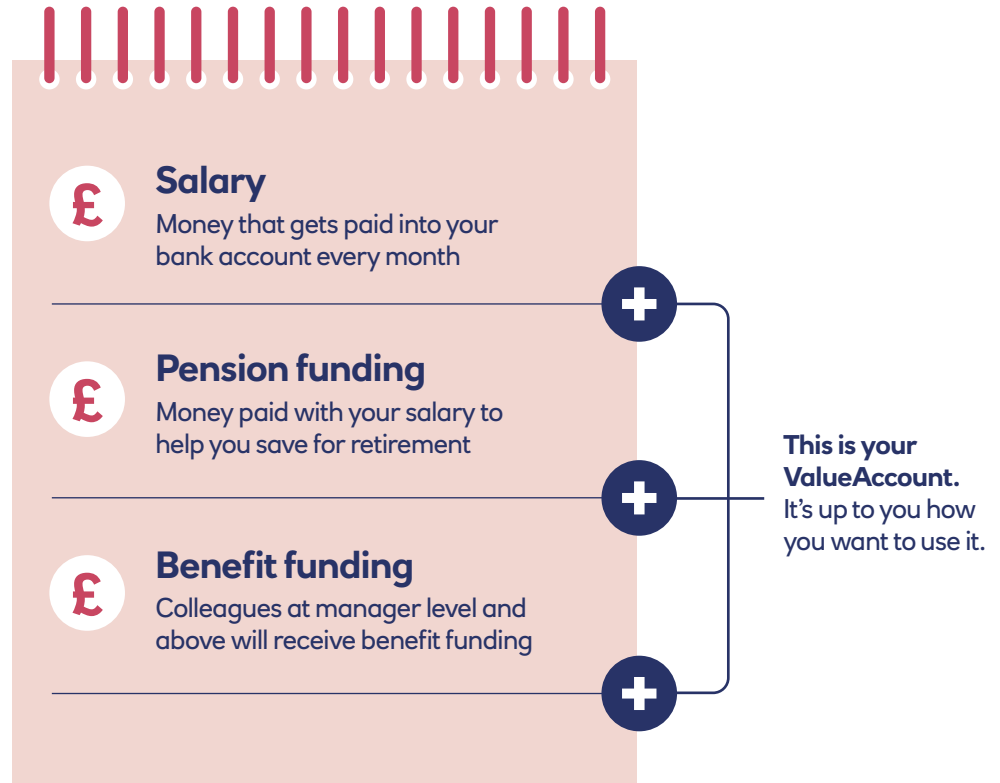 £
Salary
Money that gets paid into your
bank account every month
£
Pension funding
Money paid with your salary to
help you save for retirement
£
Benefit funding
Colleagues at manager level and
above will receive benefit funding
This is your
ValueAccount.
It’s up to you how
you want to use it.